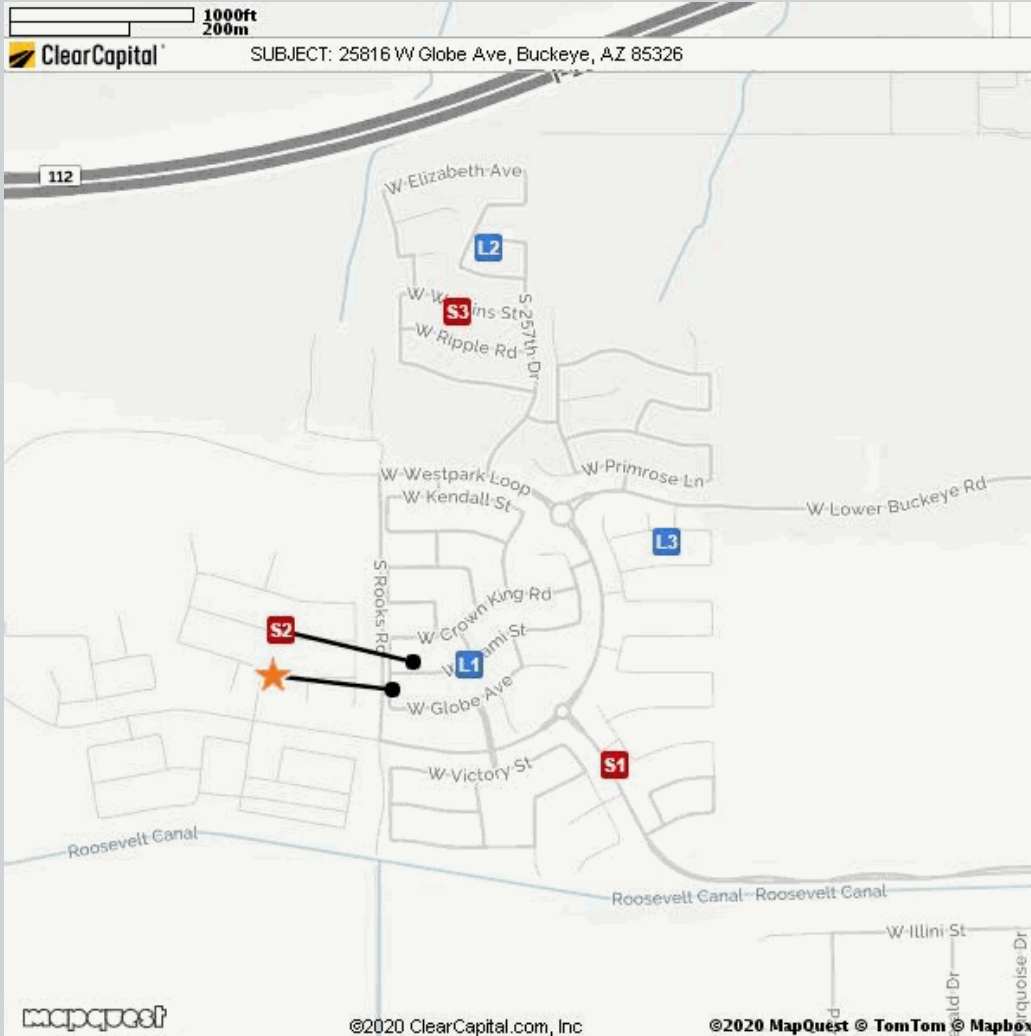 1000ft
200m
ClearCapital
SUBJECT: 25816 W Globe Ave, Buckeye, AZ 85326
112
W Elizabeth Ave
L2
S3
W Ripple Rd
S 257th Dr
W Westpark Loop
W Primrose Ln
W Kendall St
W Lower Buckeye Rd
L3
S Rooks Rd
W Crown King Rd
S2
L1
W Globe Ave
W Victory St
S1
Roosevelt Canal
Roosevelt Canal Roosevelt Canal
W Illini St
mapquest
©2020 ClearCapital.com, Inc
©2020 MapQuest © TomTom © Mapbo